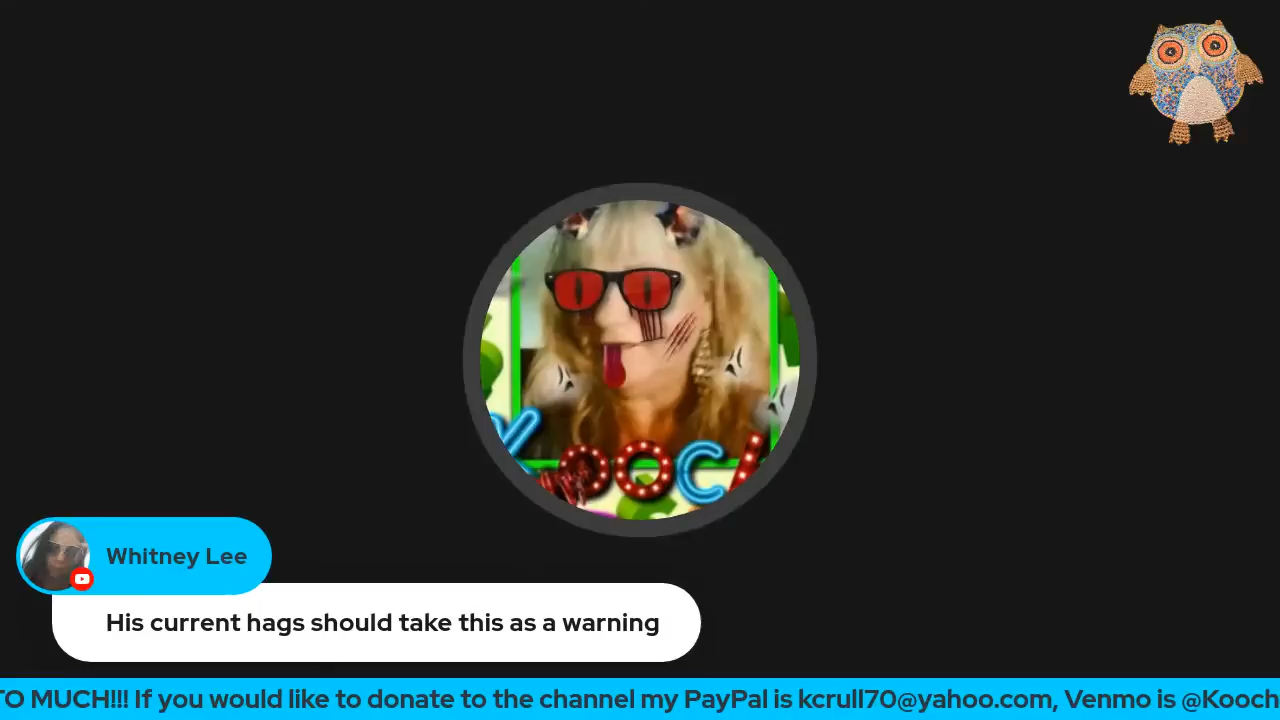 KOOCH
Whitney Lee
His current hags should take this as a warning
TO MUCH!!! If you would like to donate to the channel my PayPal is kcrull70@yahoo.com, Venmo is @Kooch